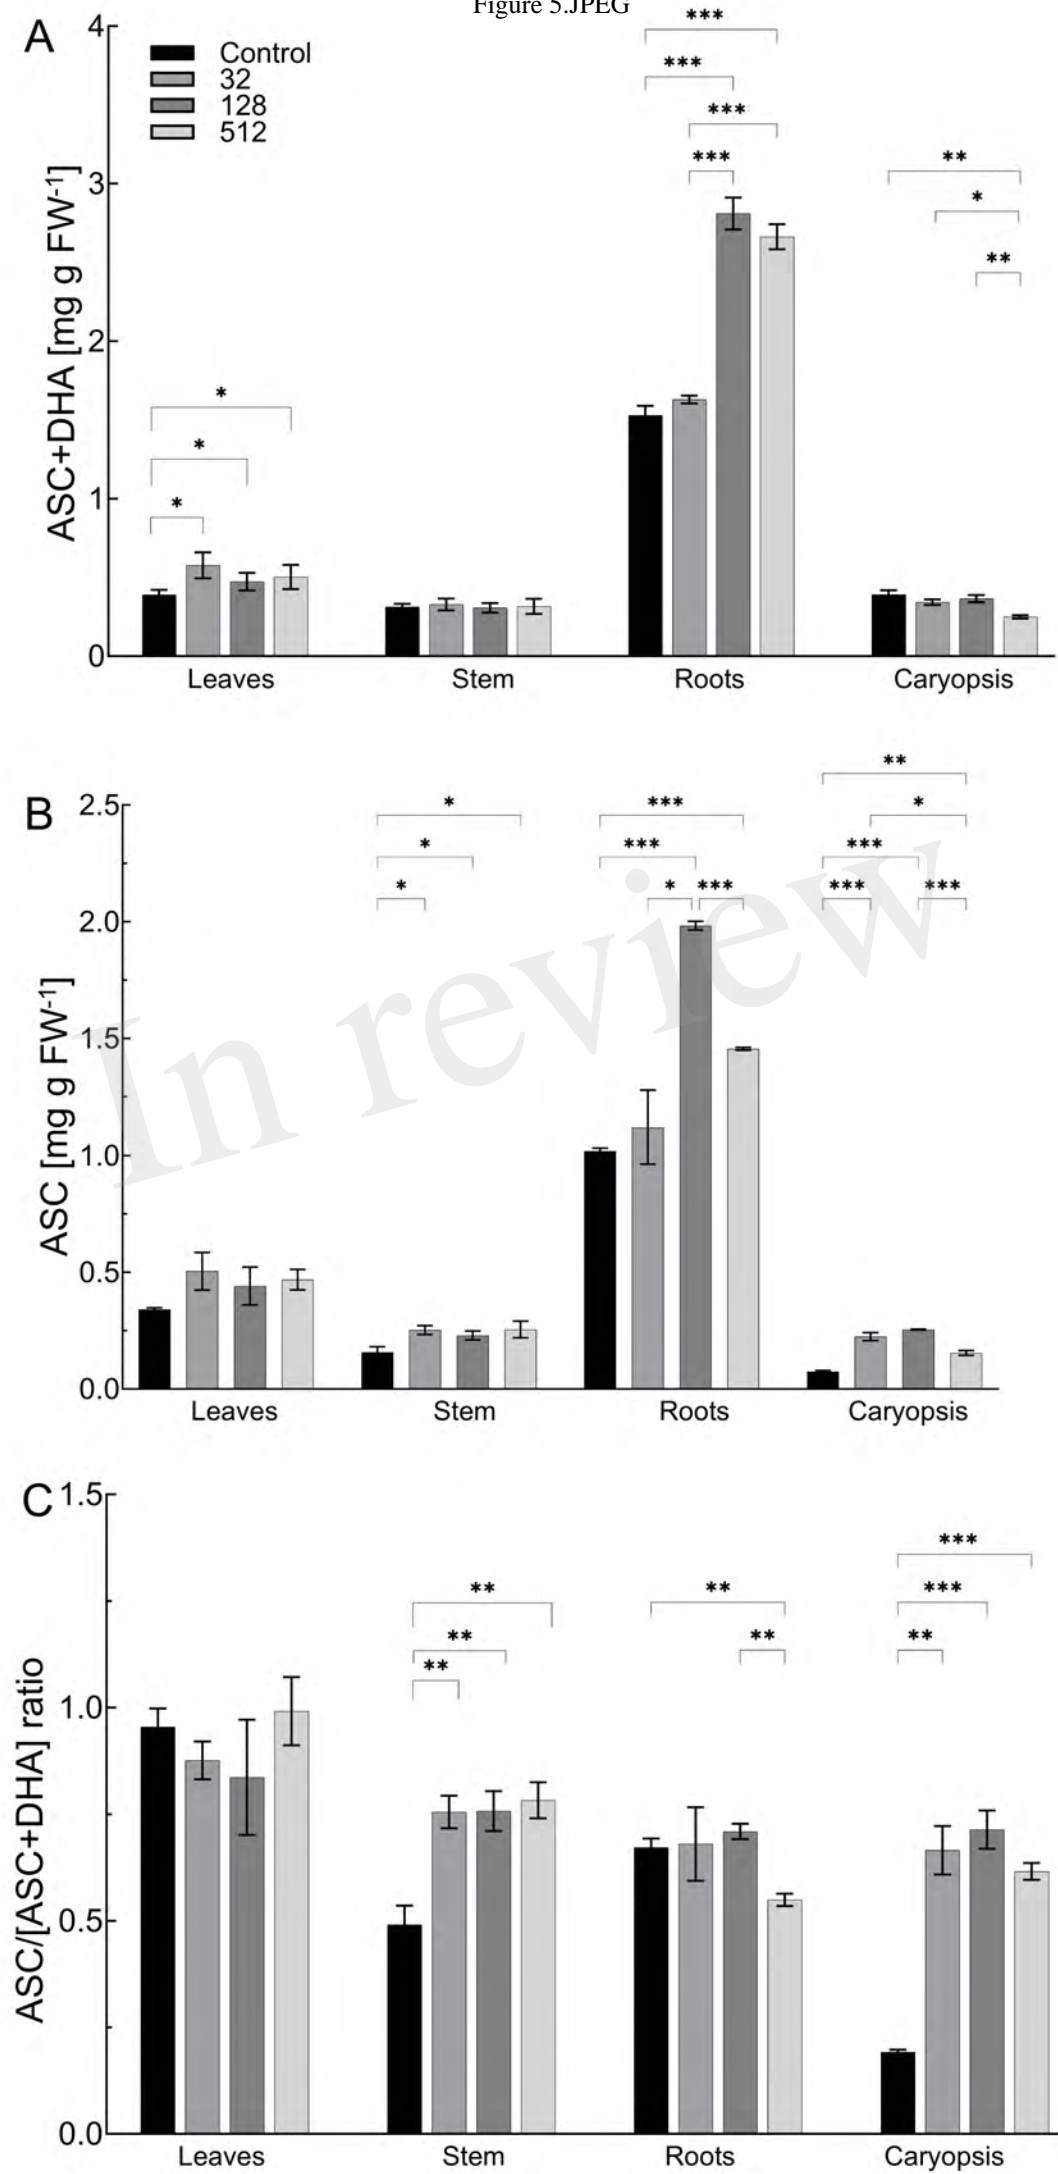 Figure 5.JPEG
A
Control
32
128
512
ASC+DHA [mg g FW-1]
4
3
2
1
0
***
***
***
***
**
*
**
*
*
*
Leaves Stem Roots Caryopsis
B
ASC [mg g FW-1]
2.5
2.0
1.5
1.0
0.5
0.0
**
* *** *
* *** ***
* * *** *** ***
In review
Leaves Stem Roots Caryopsis
C
ASC/[ASC+DHA] ratio
1.5
1.0
0.5
0.0
***
** ** ***
** ** **
**
Leaves Stem Roots Caryopsis